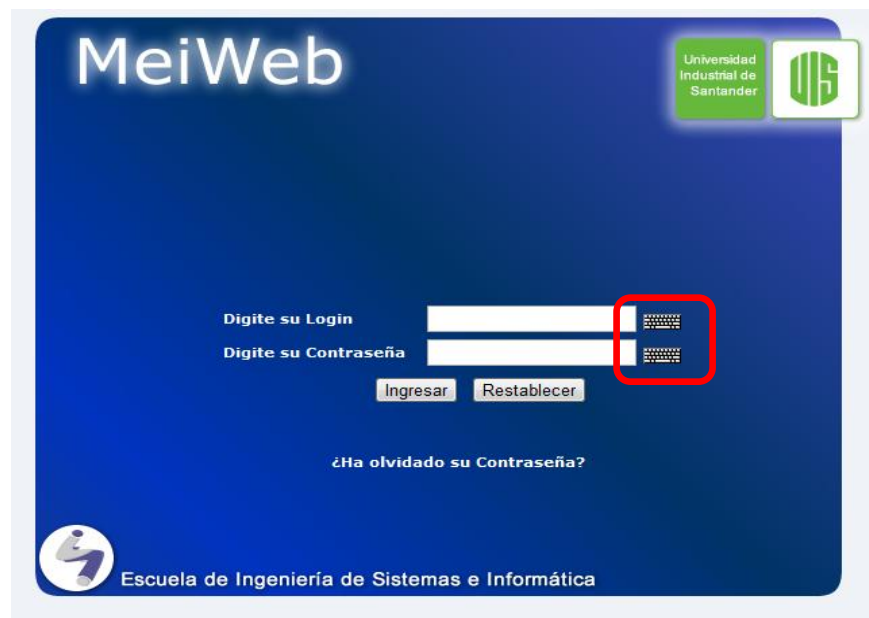 MeiWeb
Universidad
Industrial de
Santander
UIS
Digite su Login
Digite su Contraseña
Ingresar Restablecer
¿Ha olvidado su Contraseña?
Escuela de Ingeniería de Sistemas e Informática